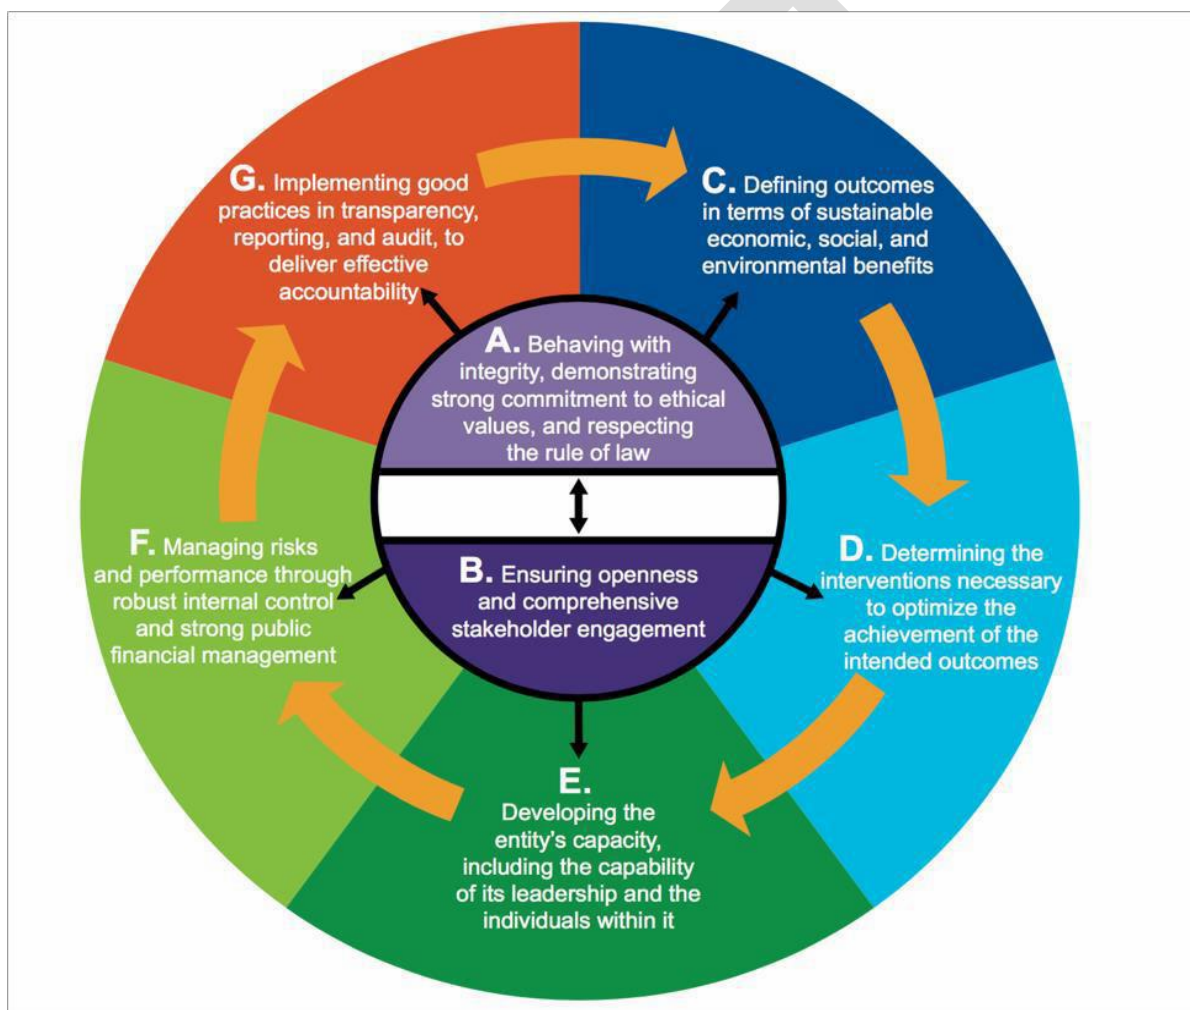 A. Behaving with
integrity, demonstrating
strong commitment to ethical
values, and respecting
the rule of law
B. Ensuring openness
and comprehensive
stakeholder engagement
C. Defining outcomes
in terms of sustainable
economic, social, and
environmental benefits
D. Determining the
interventions necessary
to optimize the
achievement of the
intended outcomes
E.
Developing the
entity's capacity,
including the capability
of its leadership and the
individuals within it
F. Managing risks
and performance through
robust internal control
and strong public
financial management
G. Implementing good
practices in transparency,
reporting, and audit, to
deliver effective
accountability